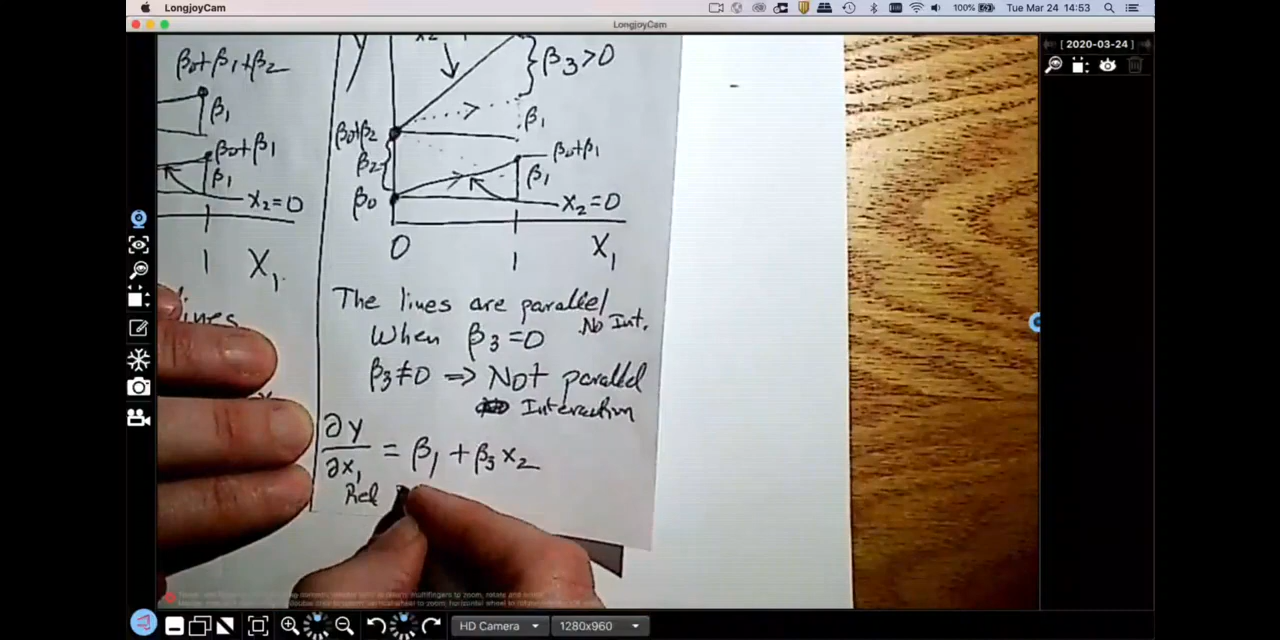 LongjoyCam
100%
Tue Mar 24 14:53
LongjoyCam
[ 2020-03-24 ]
β0+β1+β2
β1
β0+β1
β1
x2=0
1
X1
lines
y
β3>0
β1
β0+β2
β2
β0+β1
β1
β0
x2=0
0
1
X1
The lines are parallel
When β3=0
No Int.
β3≠0 => Not parallel
Interaction
∂y/∂x1 = β1 + β3 x2
Rel
HD Camera
1280x960